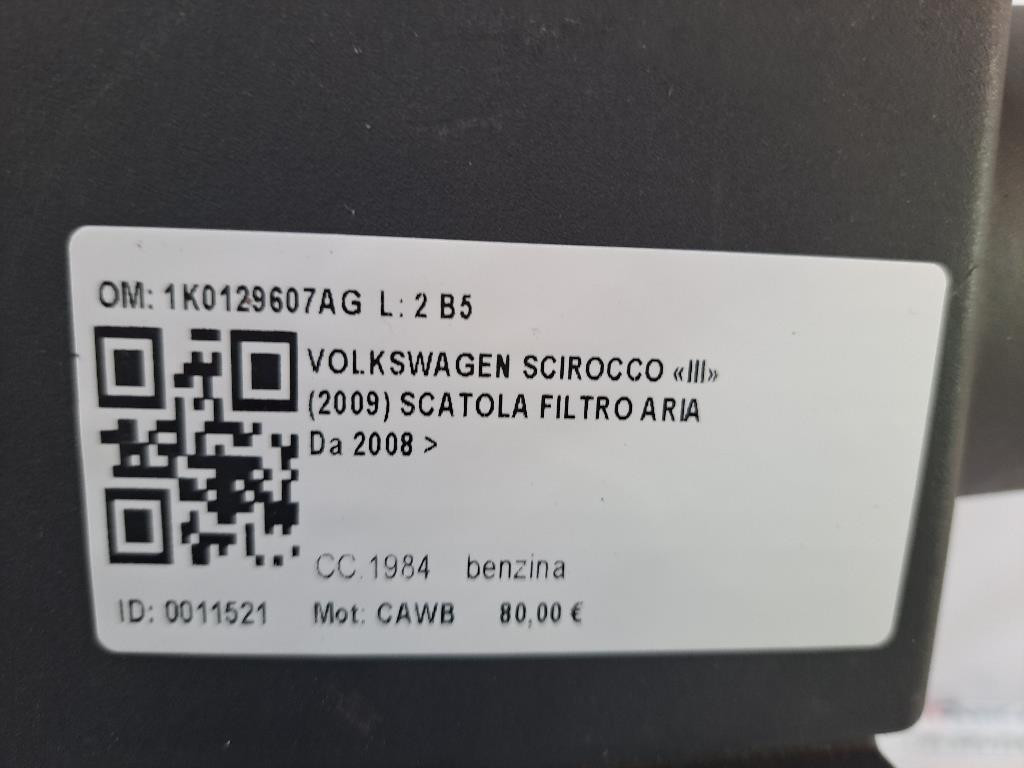 OM: 1K0129607AG L: 2 B5
VOLKSWAGEN SCIROCCO «III»
(2009) SCATOLA FILTRO ARIA
Da 2008 >
CC.1984 benzina
ID: 0011521 Mot: CAWB 80,00 €